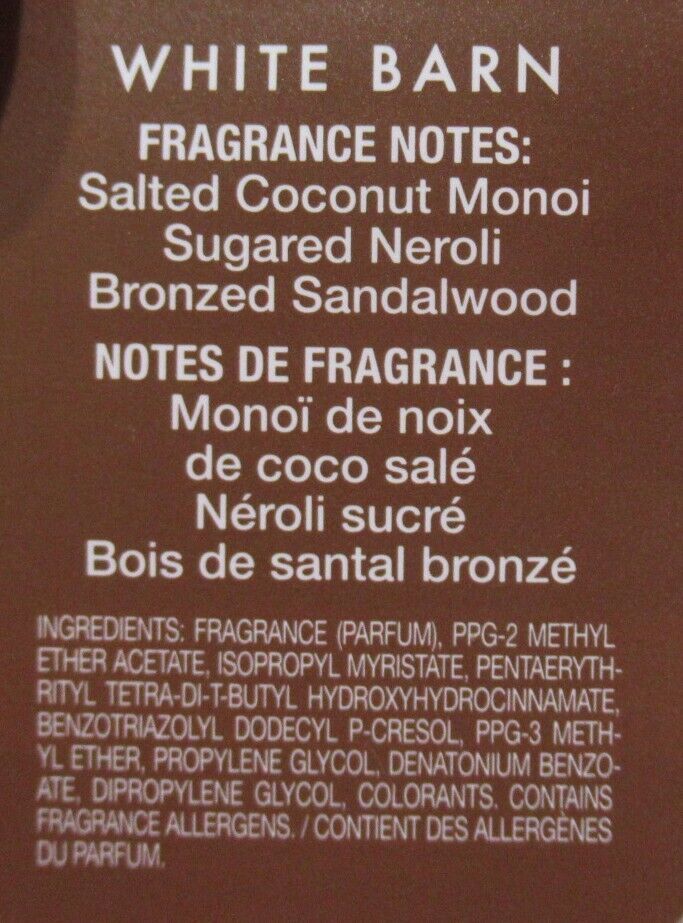 WHITE BARN
FRAGRANCE NOTES:
Salted Coconut Monoi
Sugared Neroli
Bronzed Sandalwood
NOTES DE FRAGRANCE :
Monoï de noix
de coco salé
Néroli sucré
Bois de santal bronzé
INGREDIENTS: FRAGRANCE (PARFUM), PPG-2 METHYL
ETHER ACETATE, ISOPROPYL MYRISTATE, PENTAERYTH-
RITYL TETRA-DI-T-BUTYL HYDROXYHYDROCINNAMATE,
BENZOTRIAZOLYL DODECYL P-CRESOL, PPG-3 METH-
YL ETHER, PROPYLENE GLYCOL, DENATONIUM BENZO-
ATE, DIPROPYLENE GLYCOL, COLORANTS. CONTAINS
FRAGRANCE ALLERGENS. / CONTIENT DES ALLERGÈNES
DU PARFUM.